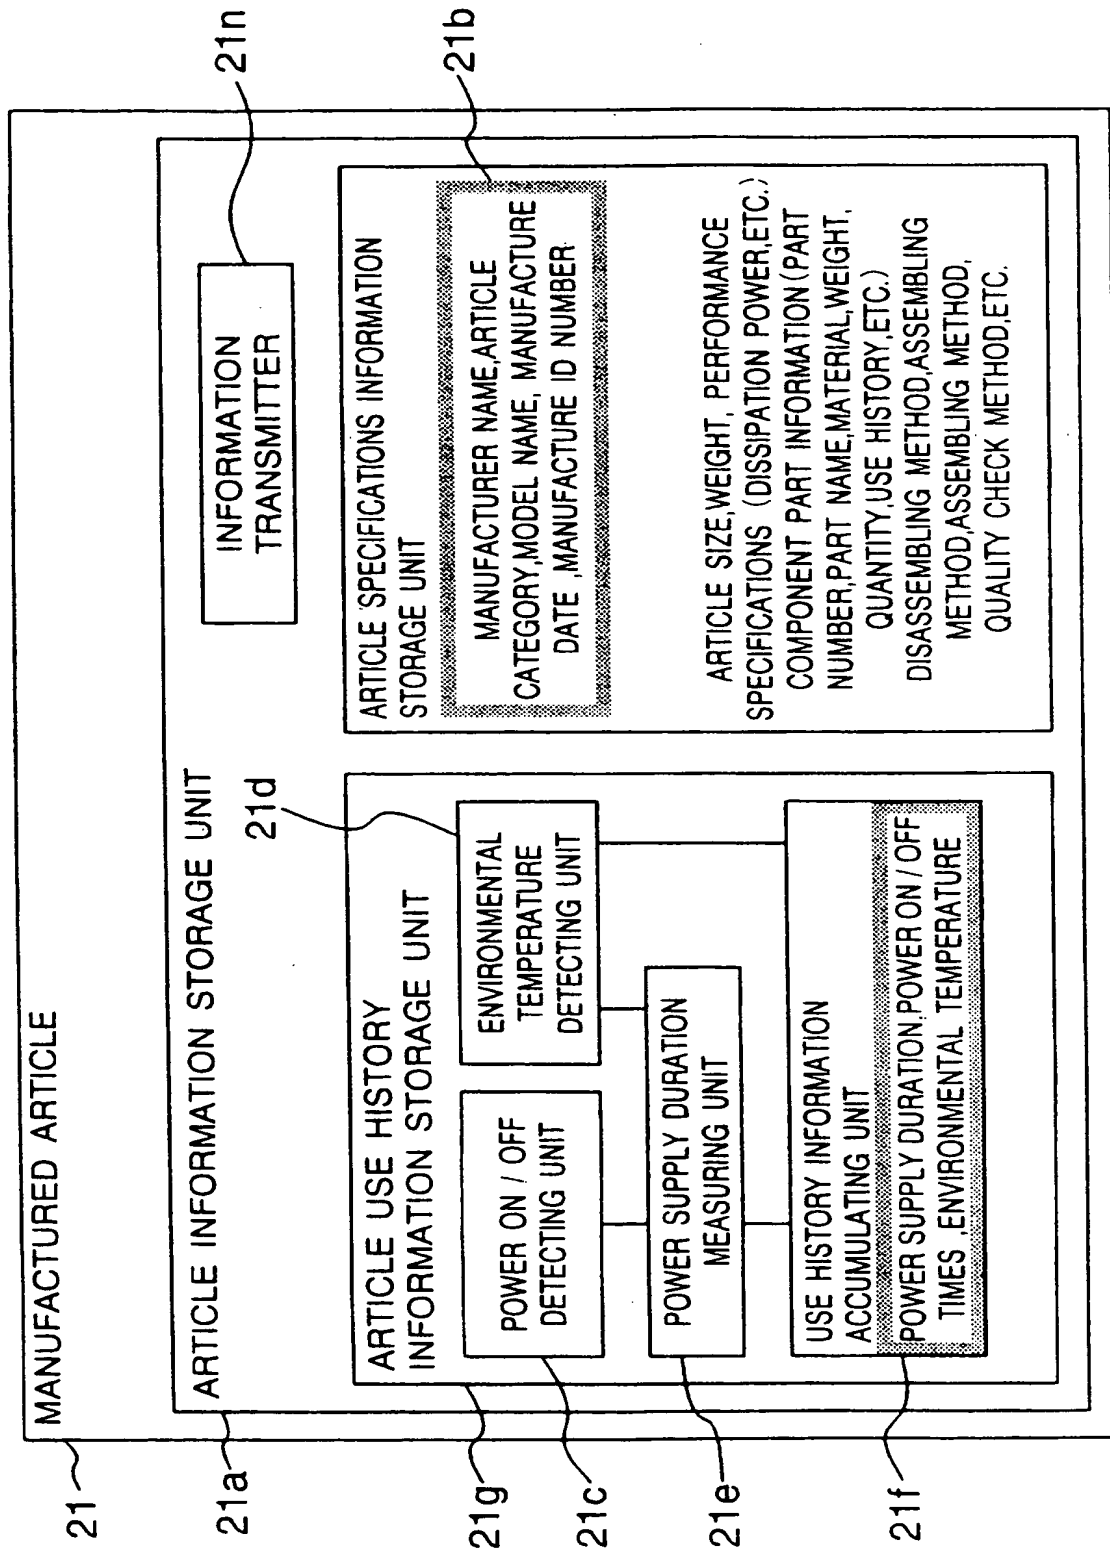 MANUFACTURED ARTICLE
21
ARTICLE INFORMATION STORAGE UNIT
21a
INFORMATION
TRANSMITTER
21n
ARTICLE USE HISTORY
INFORMATION STORAGE UNIT
21g
POWER ON / OFF
DETECTING UNIT
21c
ENVIRONMENTAL
TEMPERATURE
DETECTING UNIT
21d
POWER SUPPLY DURATION
MEASURING UNIT
21e
USE HISTORY INFORMATION
ACCUMULATING UNIT
POWER SUPPLY DURATION,POWER ON / OFF
TIMES ,ENVIRONMENTAL TEMPERATURE
21f
ARTICLE SPECIFICATIONS INFORMATION
STORAGE UNIT
21b
MANUFACTURER NAME,ARTICLE
CATEGORY,MODEL NAME, MANUFACTURE
DATE ,MANUFACTURE ID NUMBER
ARTICLE SIZE,WEIGHT, PERFORMANCE
SPECIFICATIONS (DISSIPATION POWER,ETC.)
COMPONENT PART INFORMATION(PART
NUMBER,PART NAME,MATERIAL,WEIGHT,
QUANTITY,USE HISTORY,ETC.)
DISASSEMBLING METHOD,ASSEMBLING
METHOD,ASSEMBLING METHOD,
QUALITY CHECK METHOD,ETC.